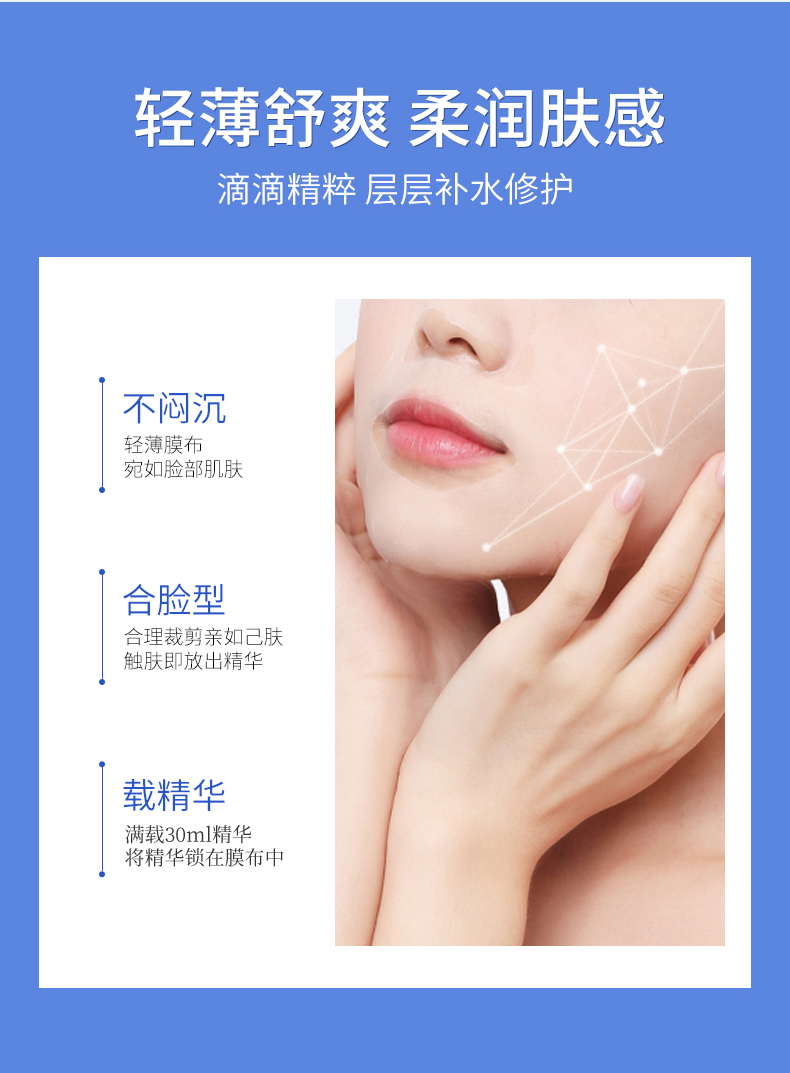 轻薄舒爽 柔润肤感
滴滴精粹 层层补水修护
不闷沉
轻薄膜布
宛如脸部肌肤
合脸型
合理裁剪亲如己肤
触肤即放出精华
载精华
满载30ml精华
将精华锁在膜布中